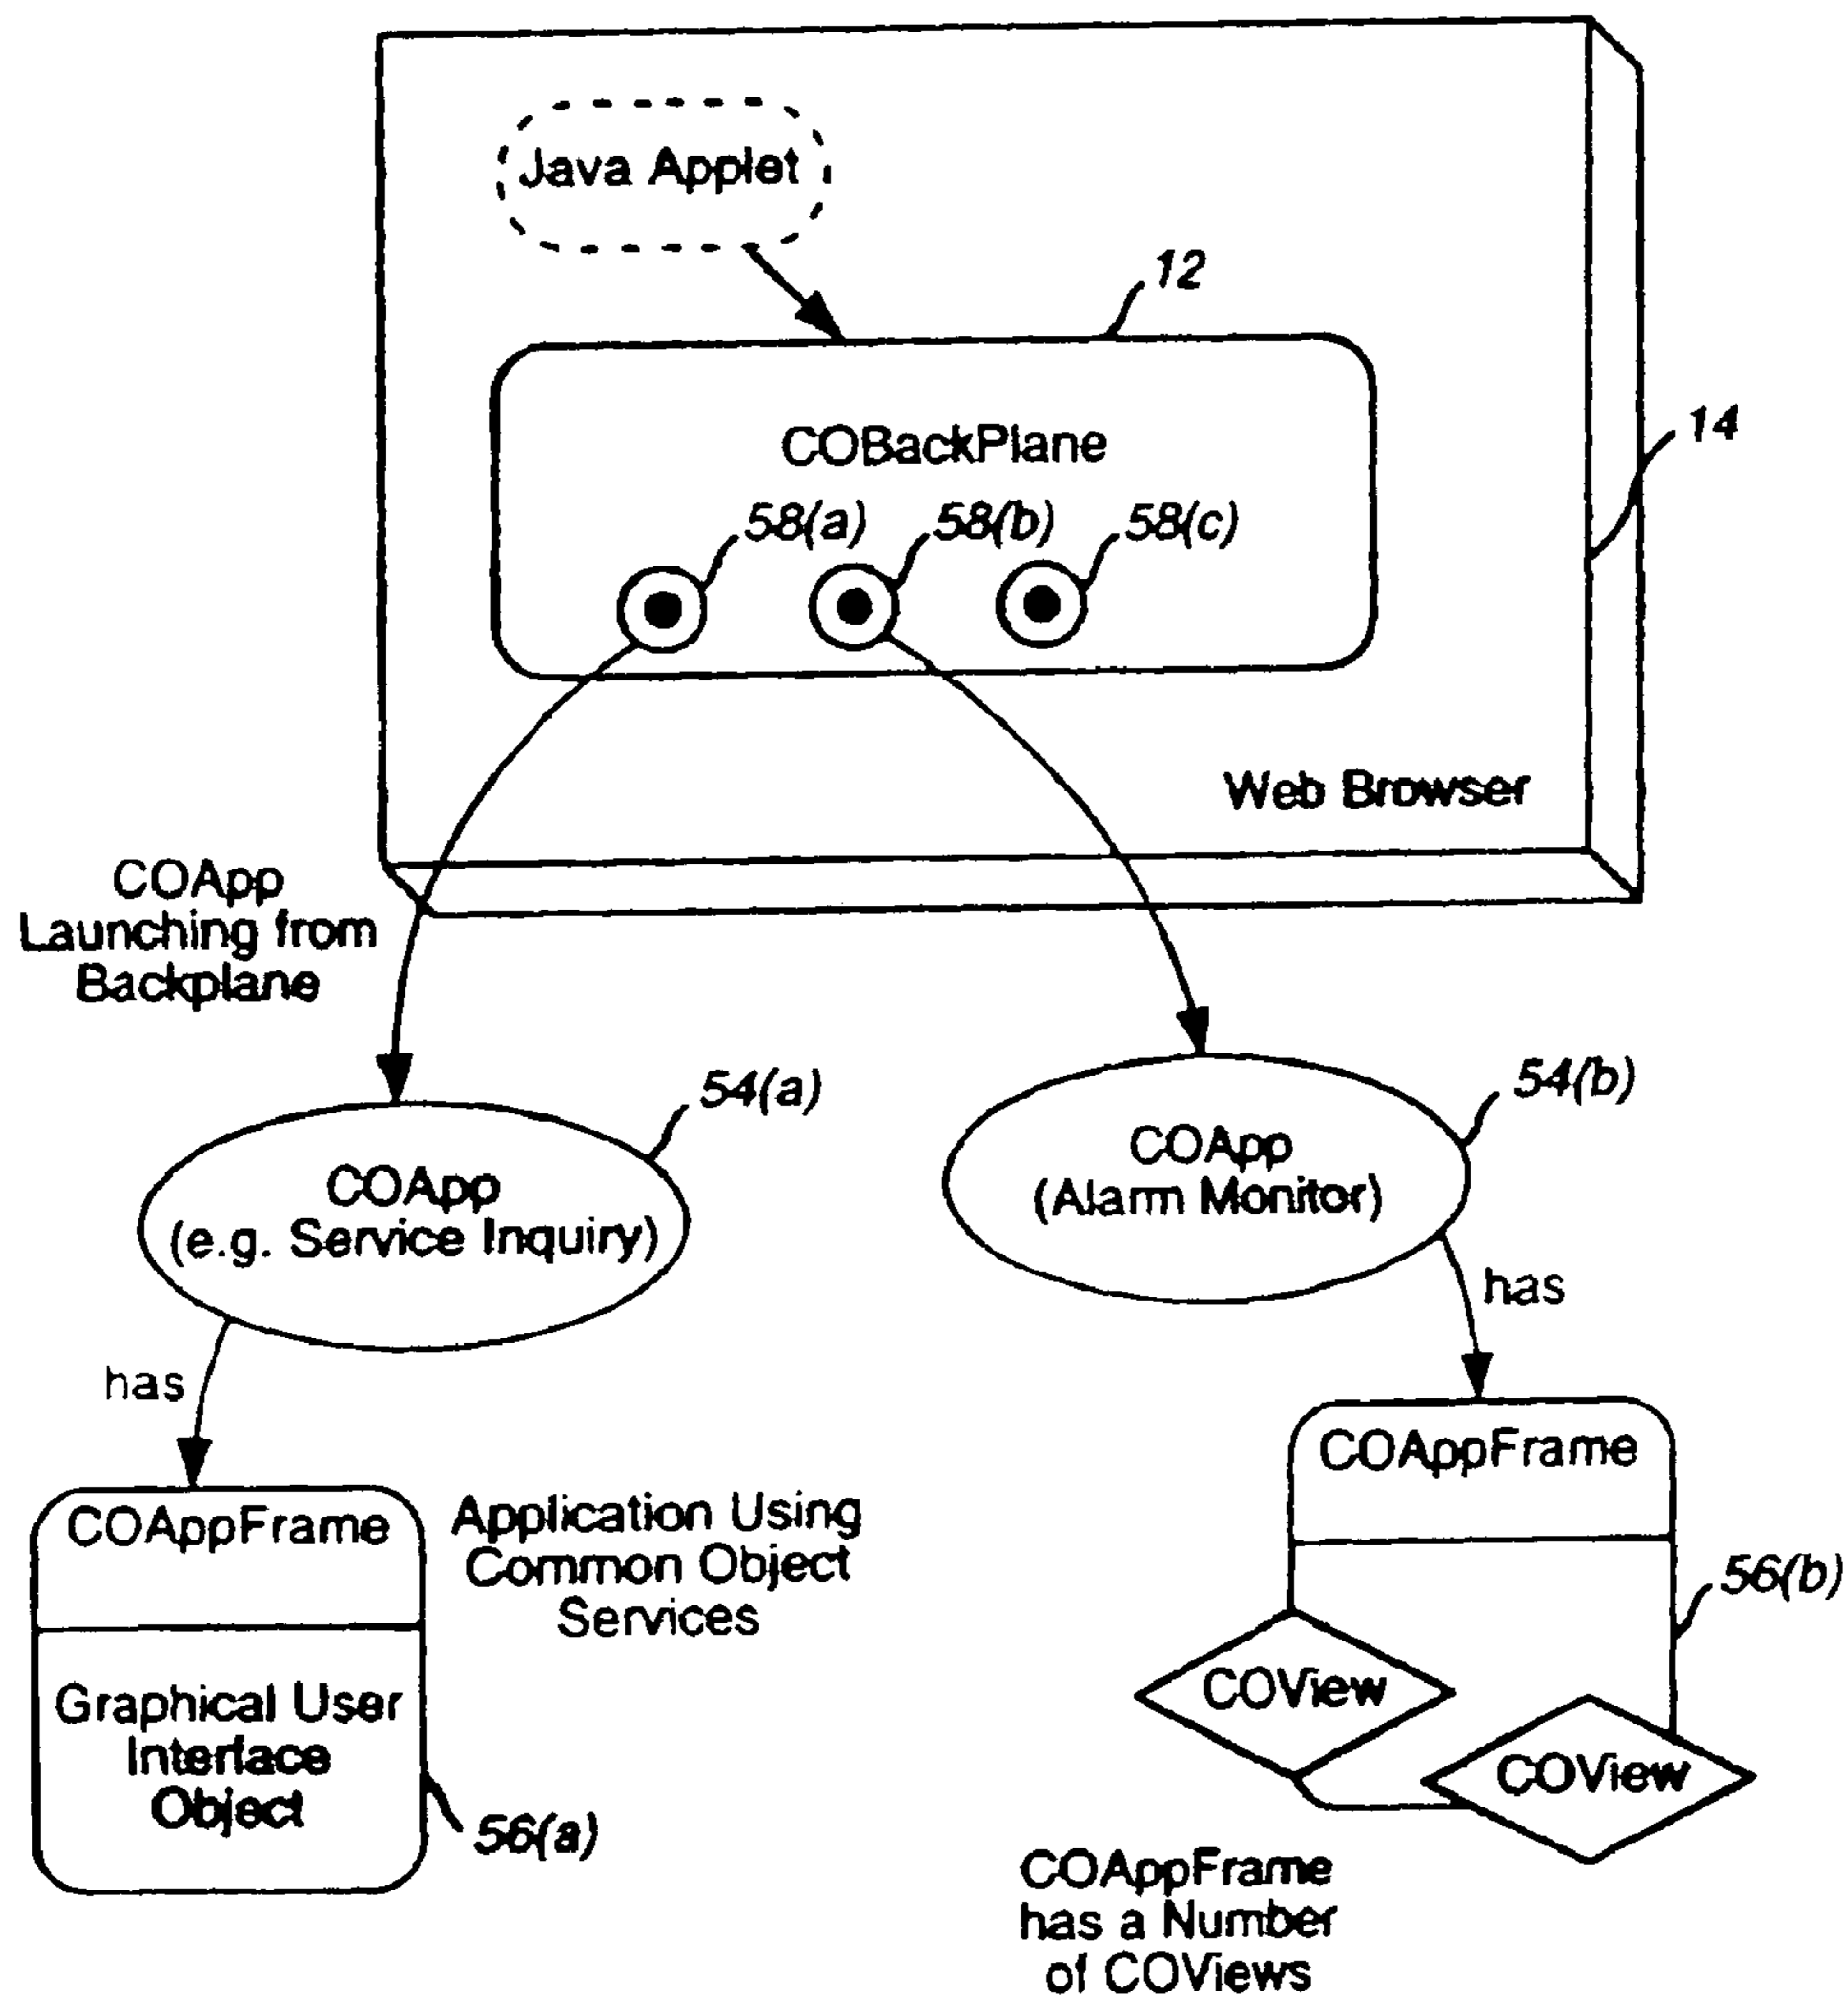 Java Applet
12
COBackPlane
14
58(a)
58(b)
58(c)
Web Browser
COApp
Launching from
Backplane
54(a)
54(b)
COApp
(e.g. Service Inquiry)
COApp
(Alarm Monitor)
has
has
COAppFrame
COAppFrame
Application Using
Common Object
Services
Graphical User
Interface
Object
56(a)
56(b)
COView
COView
COAppFrame
has a Number
of COViews